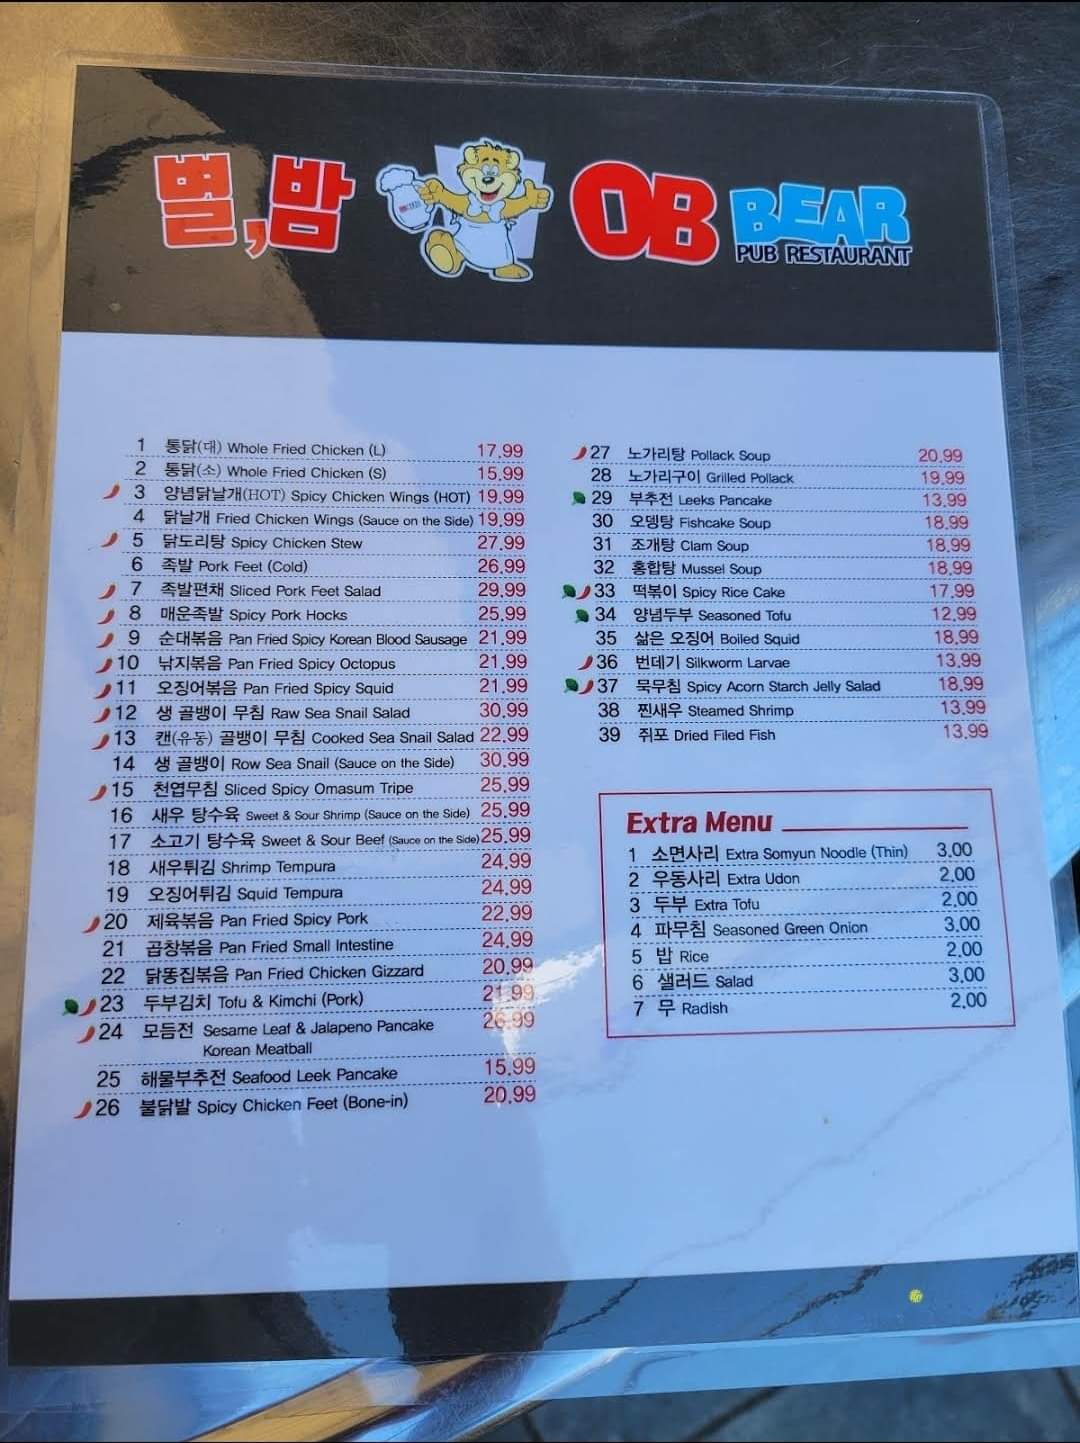 별,밤 OB BEAR
PUB RESTAURANT
1 통닭(대) Whole Fried Chicken (L) 17.99
2 통닭(소) Whole Fried Chicken (S) 15.99
3 양념닭날개(HOT) Spicy Chicken Wings (HOT) 19.99
4 닭날개 Fried Chicken Wings (Sauce on the Side) 19.99
5 닭도리탕 Spicy Chicken Stew 27.99
6 족발 Pork Feet (Cold) 26.99
7 족발편채 Sliced Pork Feet Salad 29.99
8 매운족발 Spicy Pork Hocks 25.99
9 순대볶음 Pan Fried Spicy Korean Blood Sausage 21.99
10 낚지볶음 Pan Fried Spicy Octopus 21.99
11 오징어볶음 Pan Fried Spicy Squid 21.99
12 생 골뱅이 무침 Raw Sea Snail Salad 30.99
13 캔(유동) 골뱅이 무침 Cooked Sea Snail Salad 22.99
14 생 골뱅이 Row Sea Snail (Sauce on the Side) 30.99
15 천엽무침 Sliced Spicy Omasum Tripe 25.99
16 새우 탕수육 Sweet & Sour Shrimp (Sauce on the Side) 25.99
17 소고기 탕수육 Sweet & Sour Beef (Sauce on the Side) 25.99
18 새우튀김 Shrimp Tempura 24.99
19 오징어튀김 Squid Tempura 24.99
20 제육볶음 Pan Fried Spicy Pork 22.99
21 곱창볶음 Pan Fried Small Intestine 24.99
22 닭똥집볶음 Pan Fried Chicken Gizzard 20.99
23 두부김치 Tofu & Kimchi (Pork) 21.99
24 모듬전 Sesame Leaf & Jalapeno Pancake 26.99
Korean Meatball
25 해물부추전 Seafood Leek Pancake 15.99
26 불닭발 Spicy Chicken Feet (Bone-in) 20.99
27 노가리탕 Pollack Soup 20.99
28 노가리구이 Grilled Pollack 19.99
29 부추전 Leeks Pancake 13.99
30 오뎅탕 Fishcake Soup 18.99
31 조개탕 Clam Soup 18.99
32 홍합탕 Mussel Soup 18.99
33 떡볶이 Spicy Rice Cake 17.99
34 양념두부 Seasoned Tofu 12.99
35 삶은 오징어 Boiled Squid 18.99
36 번데기 Silkworm Larvae 13.99
37 묵무침 Spicy Acorn Starch Jelly Salad 18.99
38 찐새우 Steamed Shrimp 13.99
39 쥐포 Dried Filed Fish 13.99
Extra Menu
1 소면사리 Extra Somyun Noodle (Thin) 3.00
2 우동사리 Extra Udon 2.00
3 두부 Extra Tofu 2.00
4 파무침 Seasoned Green Onion 3.00
5 밥 Rice 2.00
6 샐러드 Salad 3.00
7 무 Radish 2.00